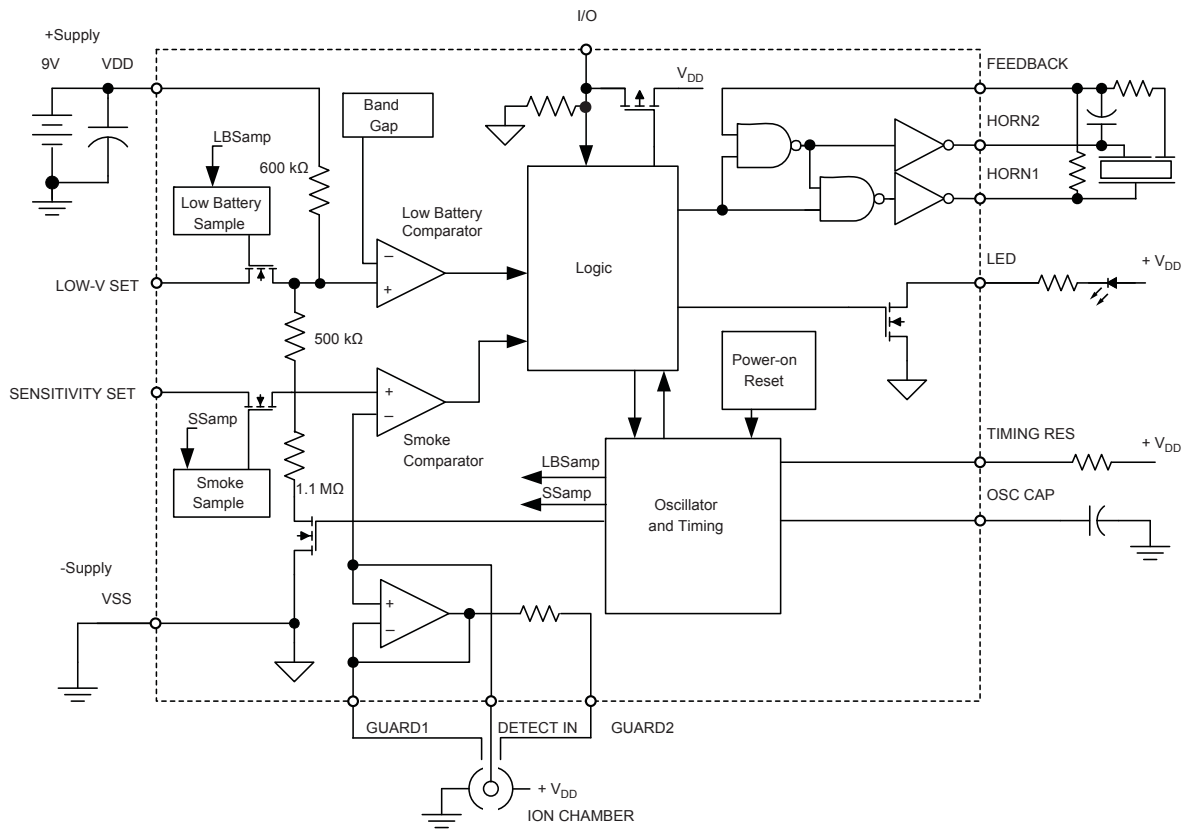 I/O
+Supply
9V
VDD
Band
Gap
VDD
FEEDBACK
LBSamp
HORN2
600 kΩ
HORN1
Low Battery
Sample
Low Battery
Comparator
Logic
LED
+ VDD
LOW-V SET
500 kΩ
Power-on
Reset
SENSITIVITY SET
SSamp
Smoke
Comparator
TIMING RES
+ VDD
Smoke
Sample
1.1 MΩ
LBSamp
SSamp
Oscillator
and Timing
OSC CAP
-Supply
VSS
GUARD1
DETECT IN
GUARD2
+ VDD
ION CHAMBER
−
+
+
−
+
−